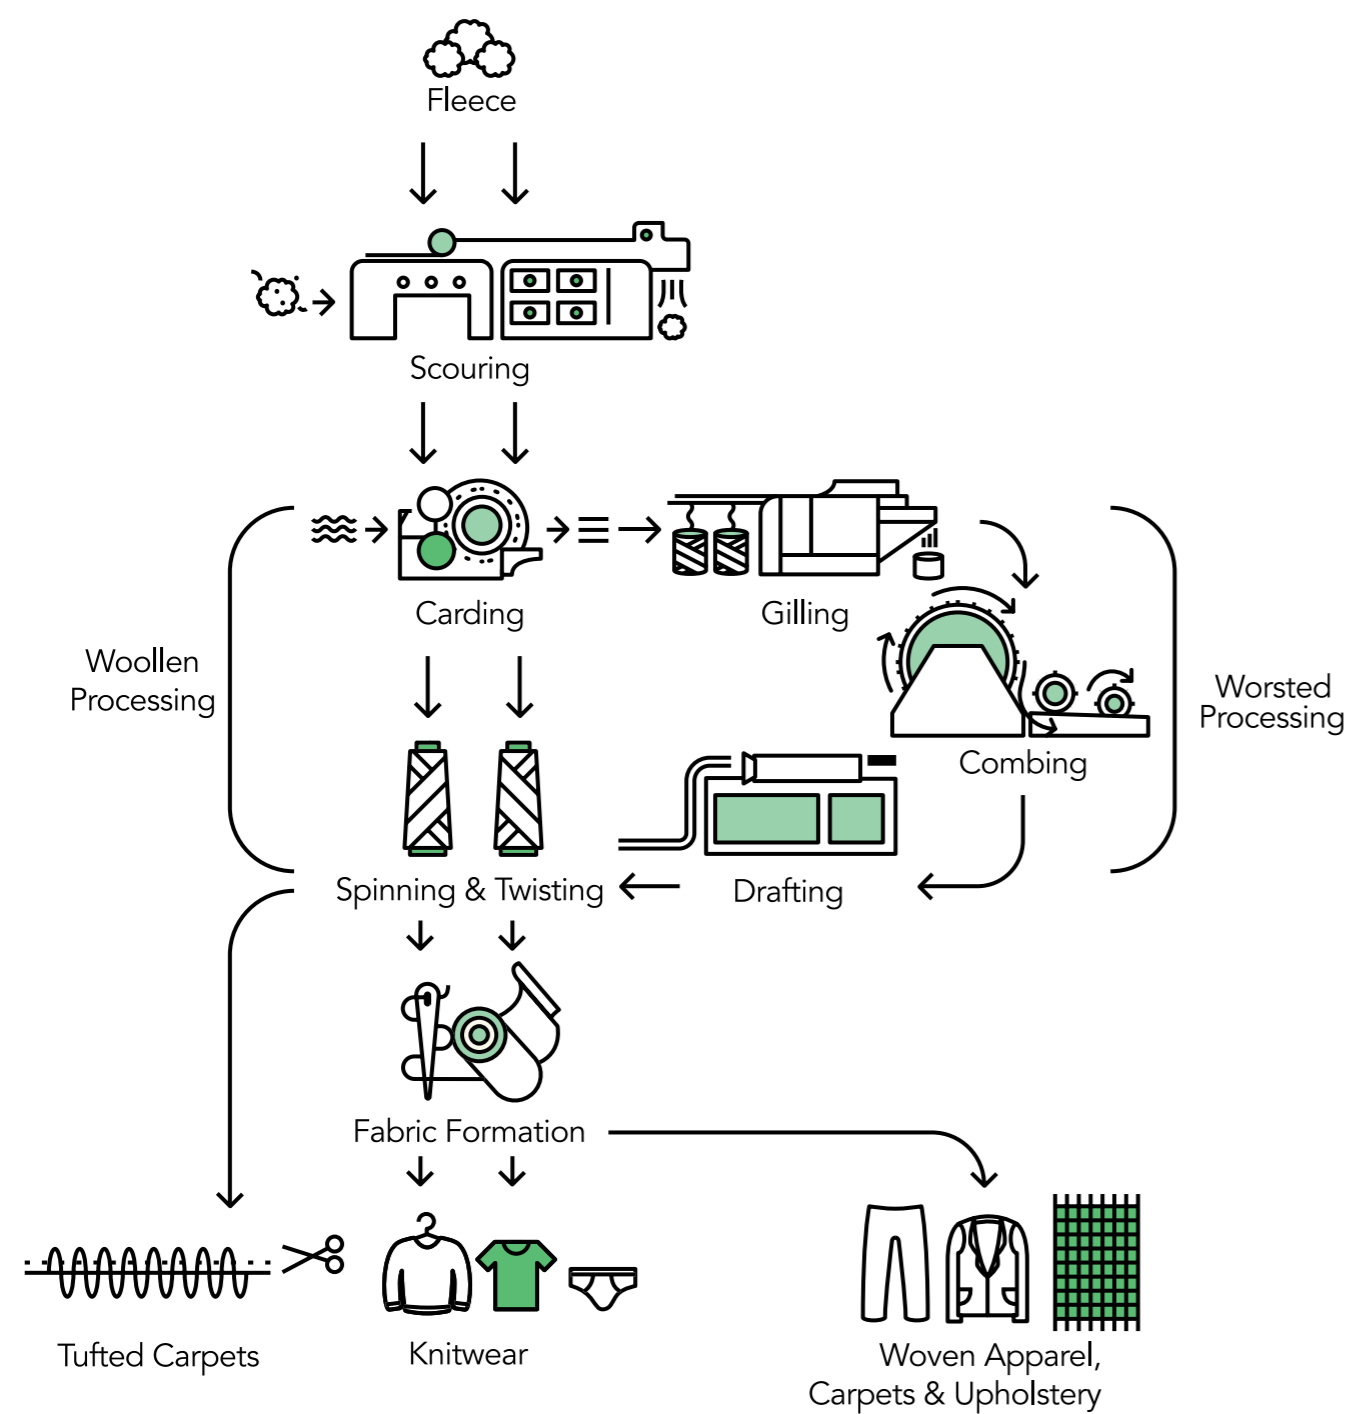 Fleece
Scouring
Carding
Gilling
Woollen
Processing
Worsted
Processing
Combing
Spinning & Twisting
Drafting
Fabric Formation
Tufted Carpets
Knitwear
Woven Apparel,
Carpets & Upholstery